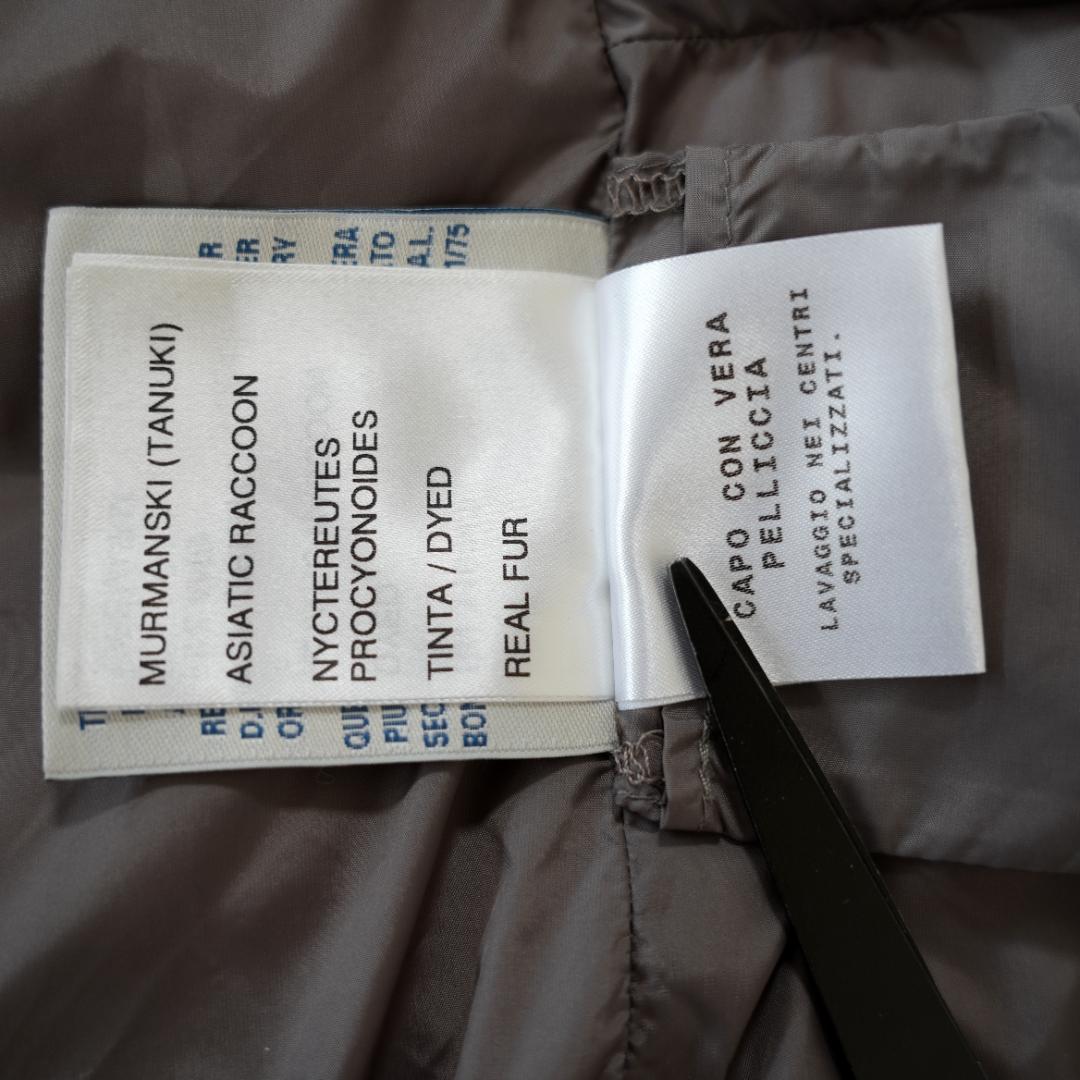 MURMANSKI (TANUKI)
ASIATIC RACCOON
NYCTEREUTES
PROCYONOIDES
TINTA / DYED
REAL FUR
CAPO CON VERA
PELLICCIA
LAVAGGIO NEI CENTRI
SPECIALIZZATI.